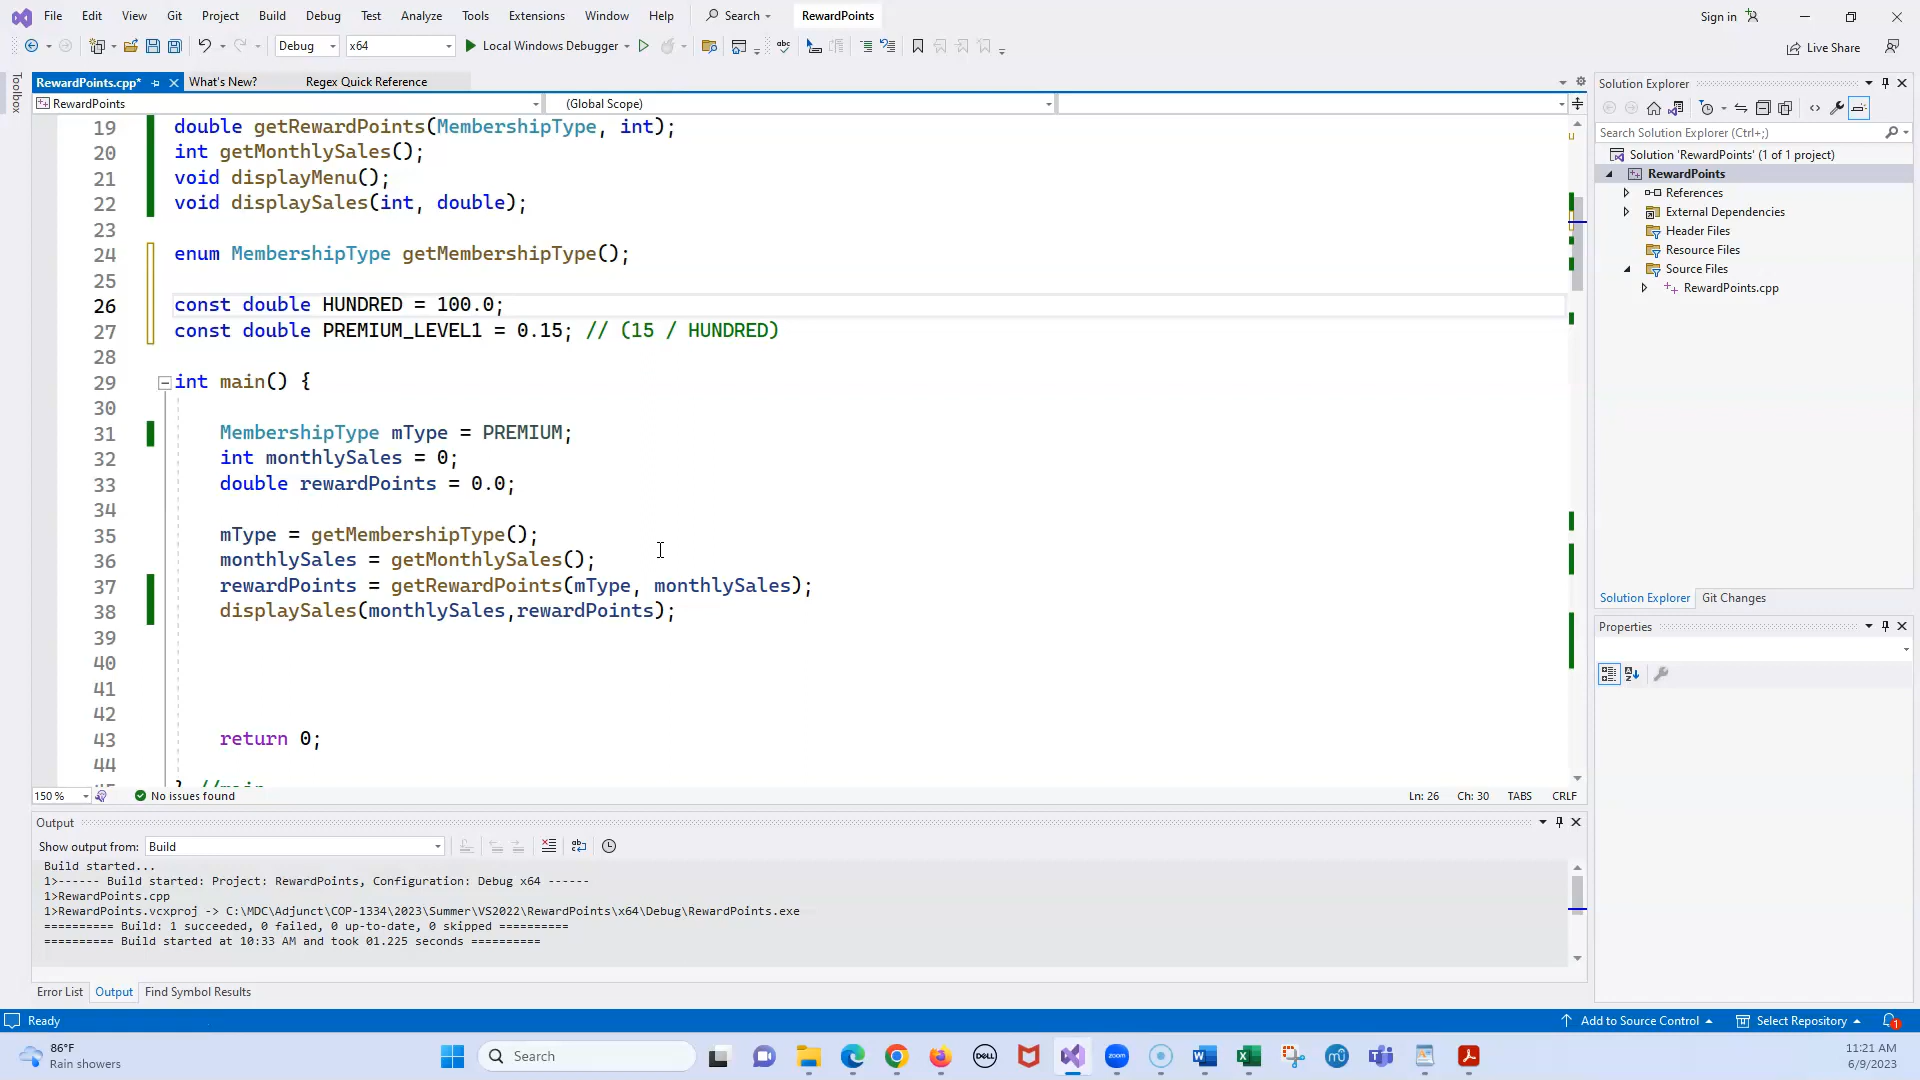 File Edit View Git Project Build Debug Test Analyze Tools Extensions Window Help Search RewardPoints Sign in
Debug x64 Local Windows Debugger Live Share
Toolbox
RewardPoints.cpp* What's New? Regex Quick Reference
RewardPoints (Global Scope)
19 double getRewardPoints(MembershipType, int);
20 int getMonthlySales();
21 void displayMenu();
22 void displaySales(int, double);
23
24 enum MembershipType getMembershipType();
25
26 const double HUNDRED = 100.0;
27 const double PREMIUM_LEVEL1 = 0.15; // (15 / HUNDRED)
28
29 int main() {
30
31 MembershipType mType = PREMIUM;
32 int monthlySales = 0;
33 double rewardPoints = 0.0;
34
35 mType = getMembershipType();
36 monthlySales = getMonthlySales();
37 rewardPoints = getRewardPoints(mType, monthlySales);
38 displaySales(monthlySales,rewardPoints);
39
40
41
42
43 return 0;
44
} //main
150 % No issues found Ln: 26 Ch: 30 TABS CRLF
Output
Show output from: Build
Build started...
1>------ Build started: Project: RewardPoints, Configuration: Debug x64 ------
1>RewardPoints.cpp
1>RewardPoints.vcxproj -> C:\MDC\Adjunct\COP-1334\2023\Summer\VS2022\RewardPoints\x64\Debug\RewardPoints.exe
========== Build: 1 succeeded, 0 failed, 0 up-to-date, 0 skipped ==========
========== Build started at 10:33 AM and took 01.225 seconds ==========
Error List Output Find Symbol Results
Solution Explorer
Search Solution Explorer (Ctrl+;)
Solution 'RewardPoints' (1 of 1 project)
RewardPoints
References
External Dependencies
Header Files
Resource Files
Source Files
RewardPoints.cpp
Solution Explorer Git Changes
Properties
Ready Add to Source Control Select Repository 1
86°F
Rain showers
Search
DELL
zoom
11:21 AM
6/9/2023